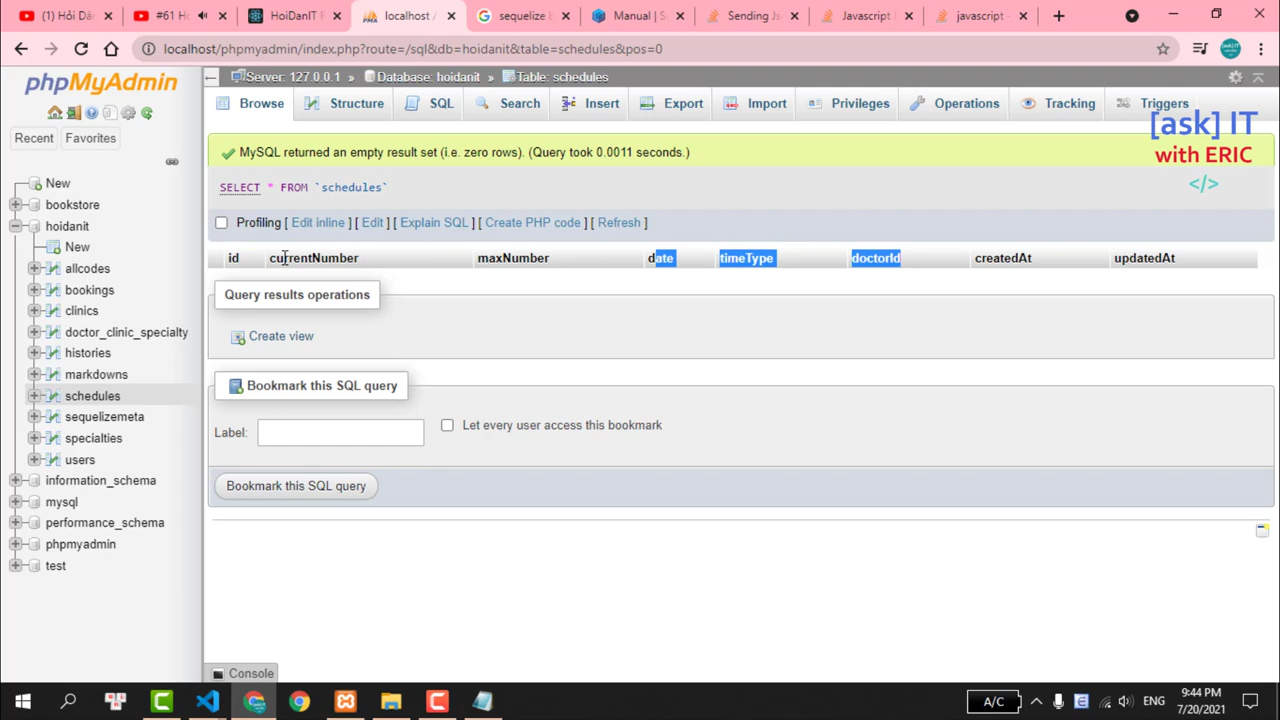 (1) Hỏi Dâ
#61 H
HoiDanIT F
localhost /
sequelize b
Manual | S
Sending Js
Javascript
javascript -
localhost/phpmyadmin/index.php?route=/sql&db=hoidanit&table=schedules&pos=0
phpMyAdmin
Recent
Favorites
New
bookstore
hoidanit
New
allcodes
bookings
clinics
doctor_clinic_specialty
histories
markdowns
schedules
sequelizemeta
specialties
users
information_schema
mysql
performance_schema
phpmyadmin
test
Server: 127.0.0.1 » Database: hoidanit » Table: schedules
Browse Structure SQL Search Insert Export Import Privileges Operations Tracking Triggers
[ask] IT
with ERIC
</>
MySQL returned an empty result set (i.e. zero rows). (Query took 0.0011 seconds.)
SELECT * FROM `schedules`
Profiling [ Edit inline ] [ Edit ] [ Explain SQL ] [ Create PHP code ] [ Refresh ]
id currentNumber maxNumber date timeType doctorId createdAt updatedAt
Query results operations
Create view
Bookmark this SQL query
Label:
Let every user access this bookmark
Bookmark this SQL query
Console
A/C
ENG
9:44 PM
7/20/2021